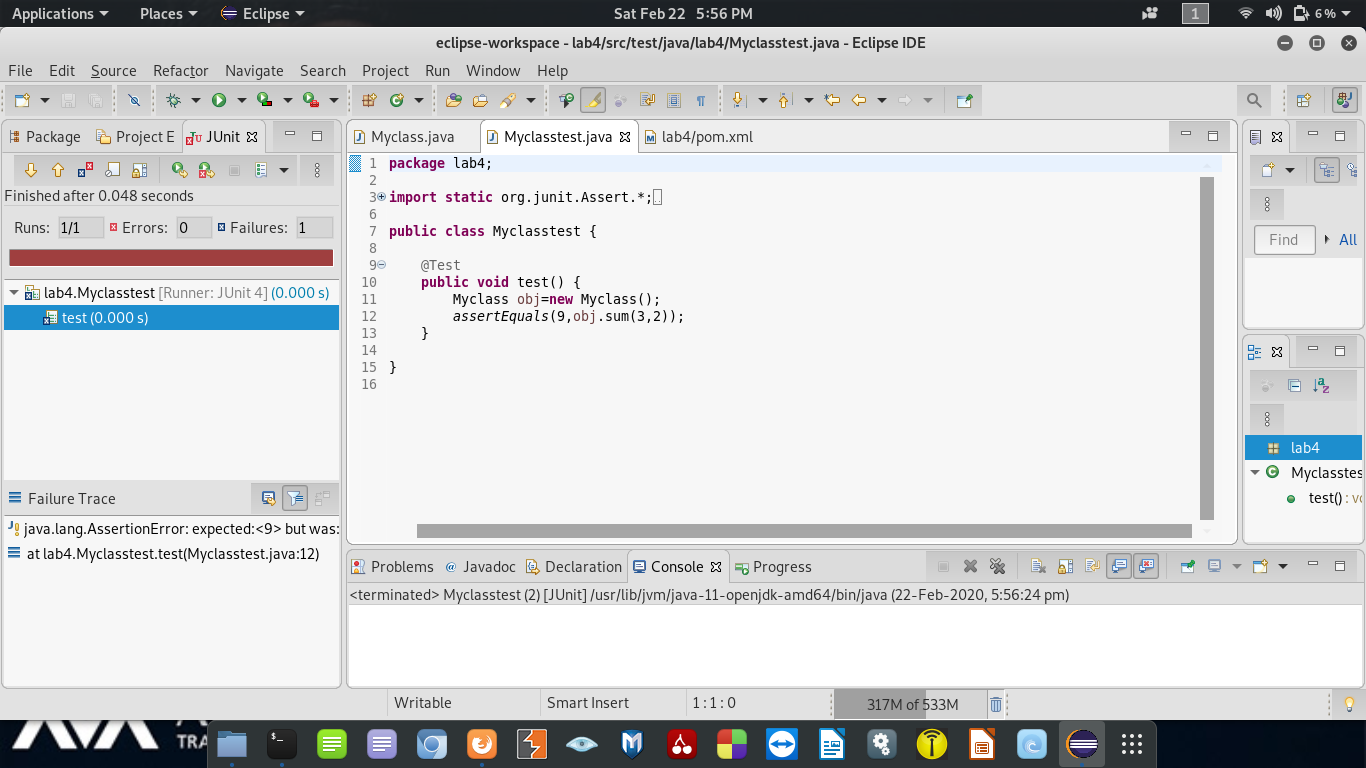 Applications Places Eclipse Sat Feb 22 5:56 PM 1 6 %
eclipse-workspace - lab4/src/test/java/lab4/Myclasstest.java - Eclipse IDE
File Edit Source Refactor Navigate Search Project Run Window Help
Package Project E JUnit
Finished after 0.048 seconds
Runs: 1/1 Errors: 0 Failures: 1
lab4.Myclasstest [Runner: JUnit 4] (0.000 s)
test (0.000 s)
Failure Trace
java.lang.AssertionError: expected:<9> but was:
at lab4.Myclasstest.test(Myclasstest.java:12)
Myclass.java Myclasstest.java lab4/pom.xml
1 package lab4;
2
3 import static org.junit.Assert.*;
6
7 public class Myclasstest {
8
9 @Test
10 public void test() {
11 Myclass obj=new Myclass();
12 assertEquals(9,obj.sum(3,2));
13 }
14
15 }
16
Find All
lab4
Myclasstes
test() : vo
Problems Javadoc Declaration Console Progress
<terminated> Myclasstest (2) [JUnit] /usr/lib/jvm/java-11-openjdk-amd64/bin/java (22-Feb-2020, 5:56:24 pm)
Writable Smart Insert 1 : 1 : 0 317M of 533M
TRA